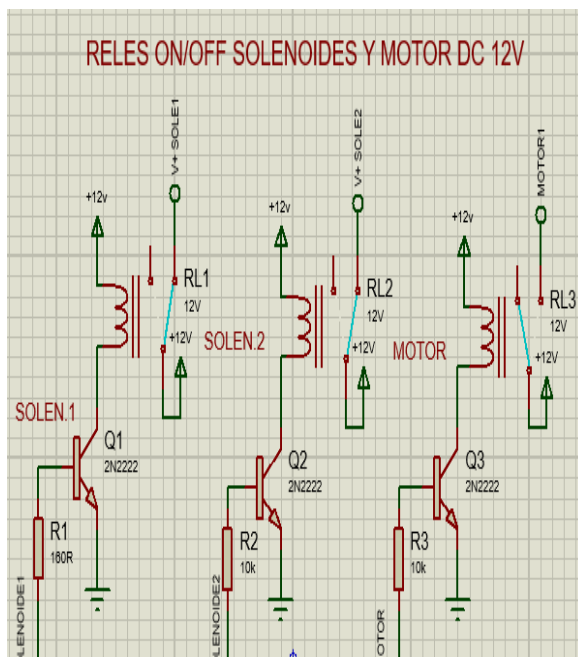 RELES ON/OFF SOLENOIDES Y MOTOR DC 12V
V+ SOLE1
V+ SOLE2
MOTOR1
+12v
+12v
+12v
RL1
12V
+12V
RL2
12V
+12V
RL3
12V
+12V
SOLEN.2
MOTOR
SOLEN.1
Q1
2N2222
Q2
2N2222
Q3
2N2222
R1
160R
R2
10k
R3
10k
LENOIDE1
LENOIDE2
OTOR